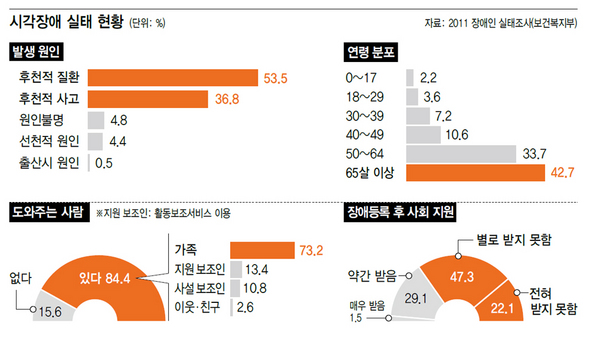 시각장애 실태 현황 (단위: %)
자료: 2011 장애인 실태조사(보건복지부)
발생 원인
후천적 질환 53.5
후천적 사고 36.8
원인불명 4.8
선천적 원인 4.4
출산시 원인 0.5
연령 분포
0～17 2.2
18～29 3.6
30～39 7.2
40～49 10.6
50～64 33.7
65살 이상 42.7
도와주는 사람 ※지원 보조인: 활동보조서비스 이용
없다
15.6
있다 84.4
가족 73.2
지원 보조인 13.4
사설 보조인 10.8
이웃·친구 2.6
장애등록 후 사회 지원
별로 받지 못함
47.3
약간 받음
29.1
매우 받음
1.5
전혀
받지 못함
22.1